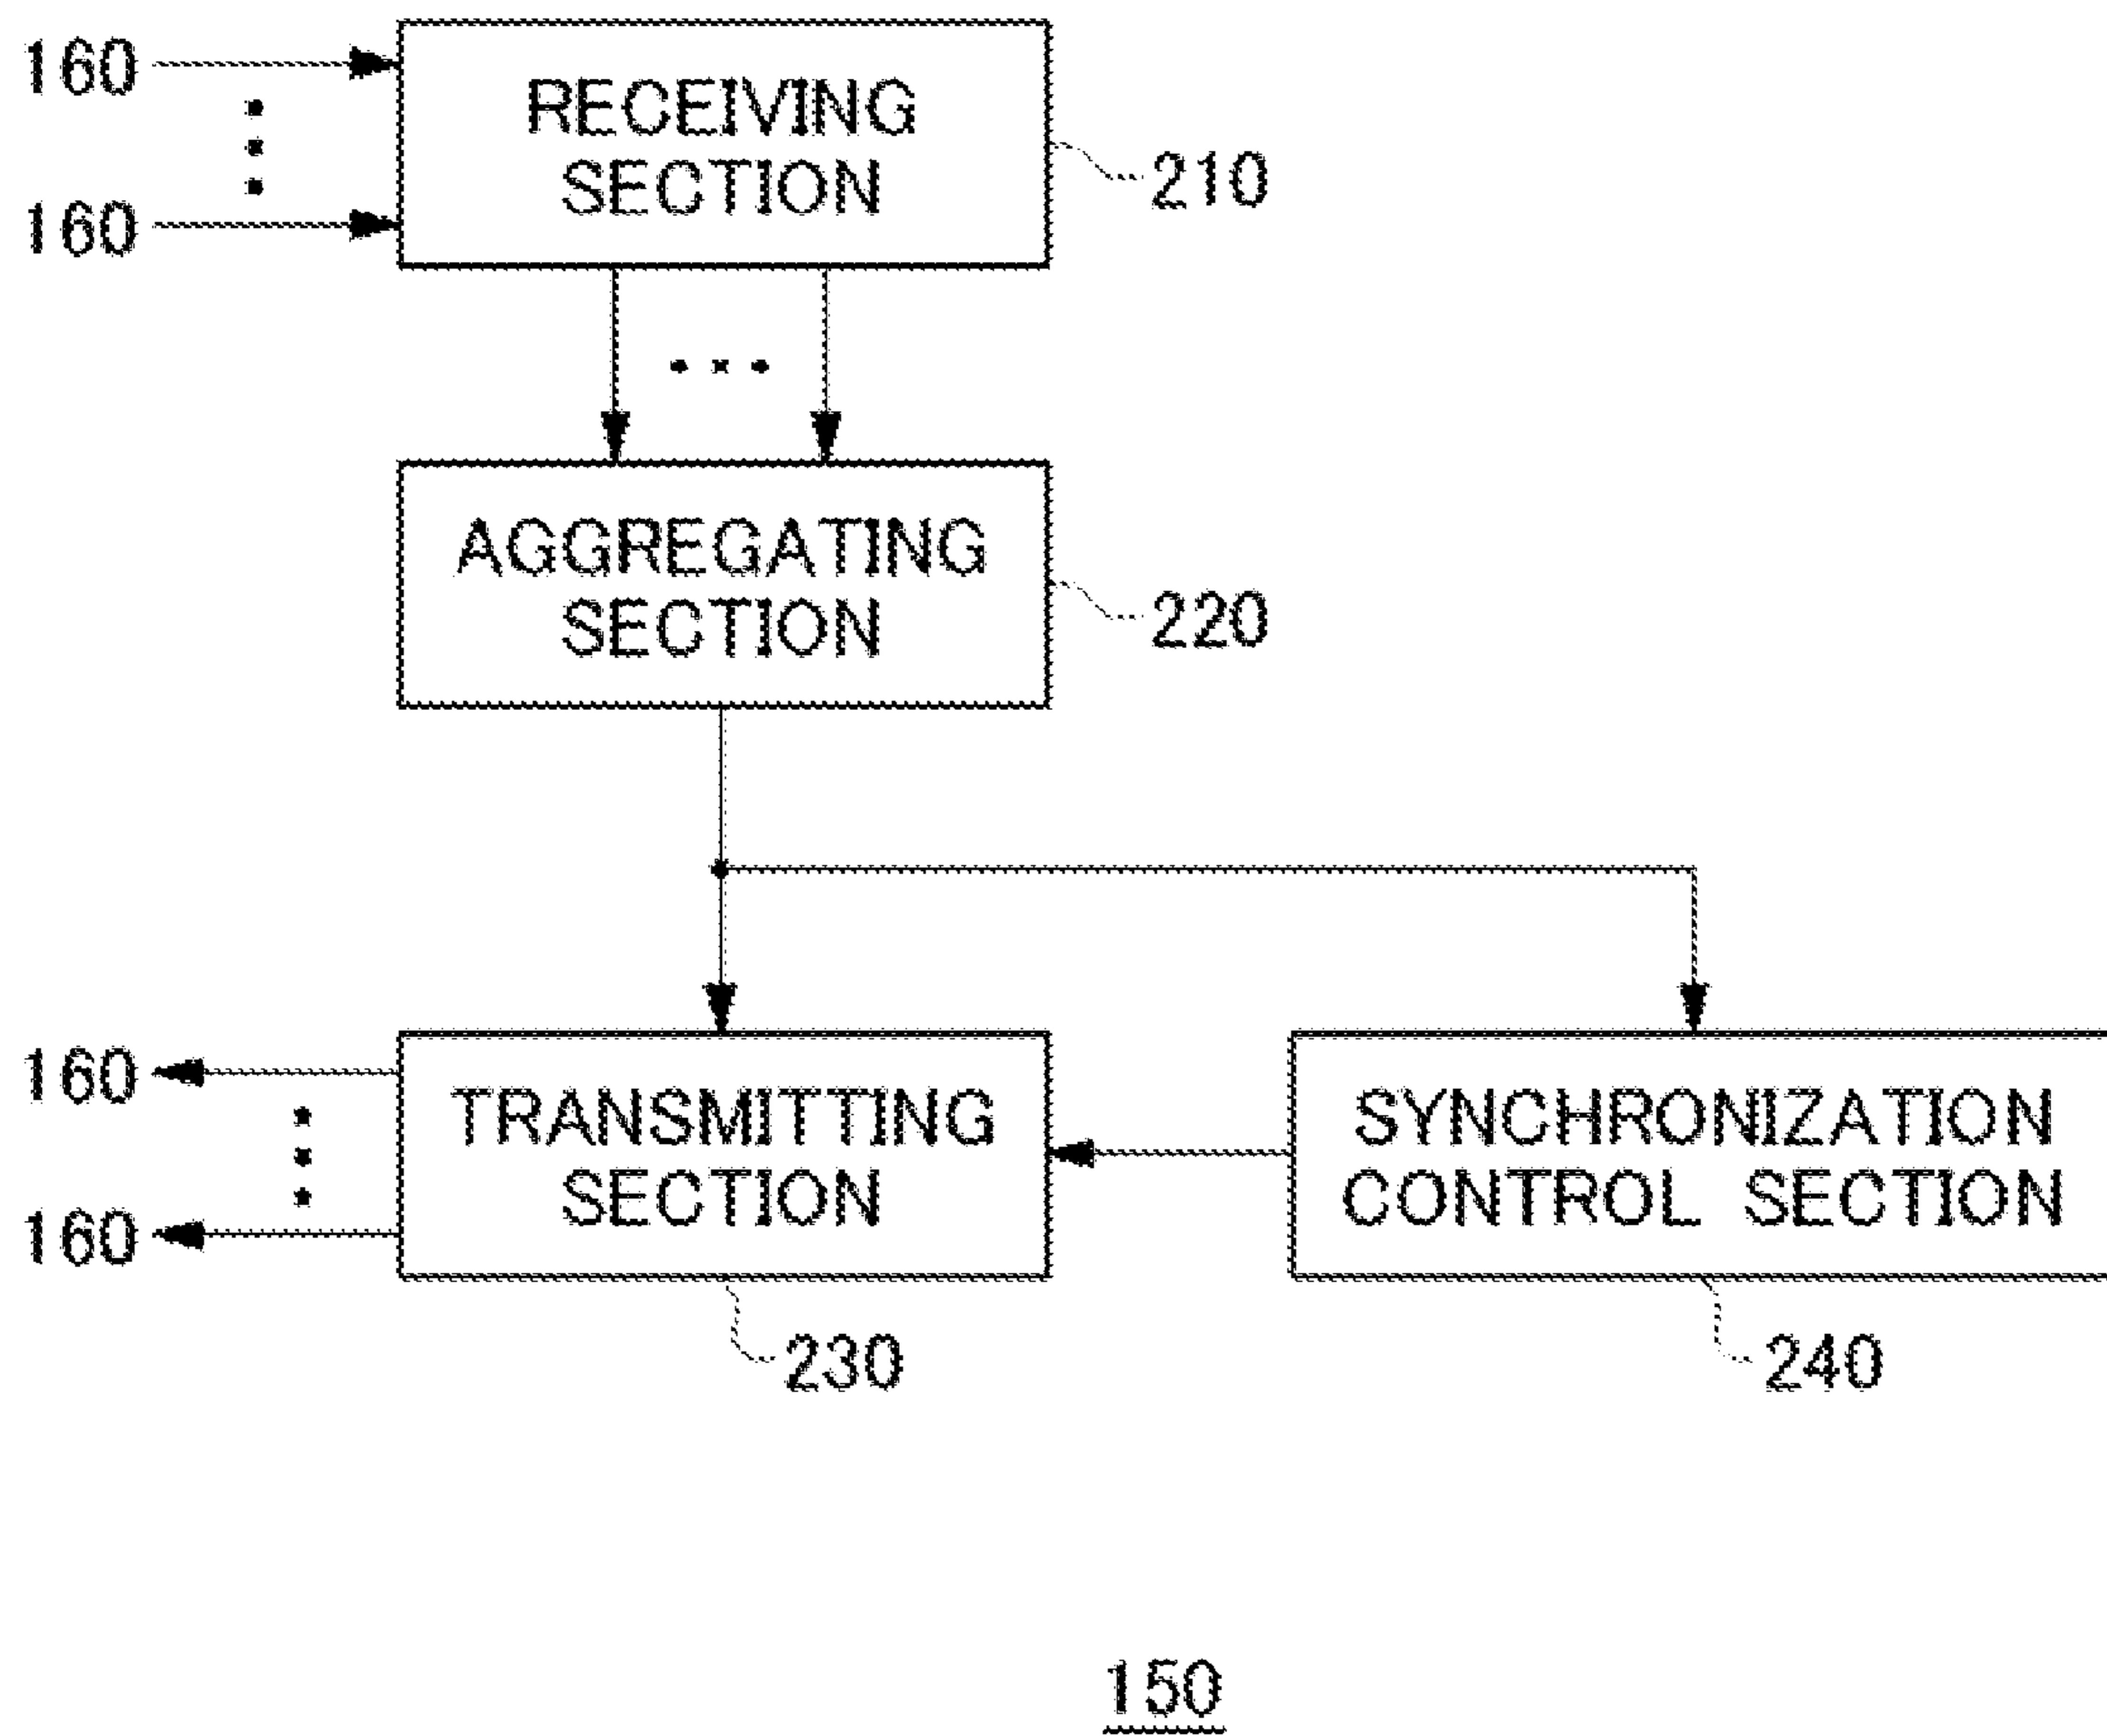 160
160
RECEIVING
SECTION
210
AGGREGATING
SECTION
220
160
160
TRANSMITTING
SECTION
230
SYNCHRONIZATION
CONTROL SECTION
240
150